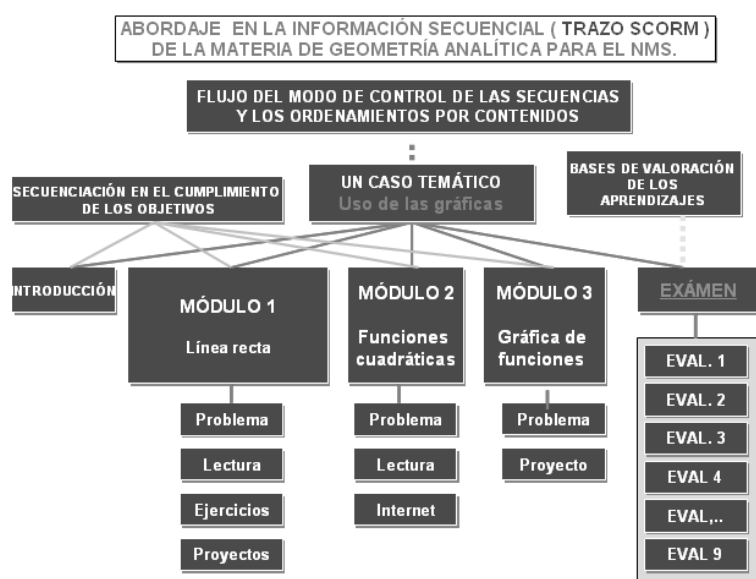 ABORDAJE EN LA INFORMACIÓN SECUENCIAL ( TRAZO SCORM )
DE LA MATERIA DE GEOMETRÍA ANALÍTICA PARA EL NMS.
FLUJO DEL MODO DE CONTROL DE LAS SECUENCIAS
Y LOS ORDENAMIENTOS POR CONTENIDOS
SECUENCIACIÓN EN EL CUMPLIMIENTO
DE LOS OBJETIVOS
UN CASO TEMÁTICO
Uso de las gráficas
BASES DE VALORACIÓN
DE LOS
APRENDIZAJES
INTRODUCCIÓN
MÓDULO 1
Línea recta
MÓDULO 2
Funciones
cuadráticas
MÓDULO 3
Gráfica de
funciones
EXÁMEN
Problema
Lectura
Ejercicios
Proyectos
Problema
Lectura
Internet
Problema
Proyecto
EVAL. 1
EVAL. 2
EVAL. 3
EVAL 4
EVAL,..
EVAL 9